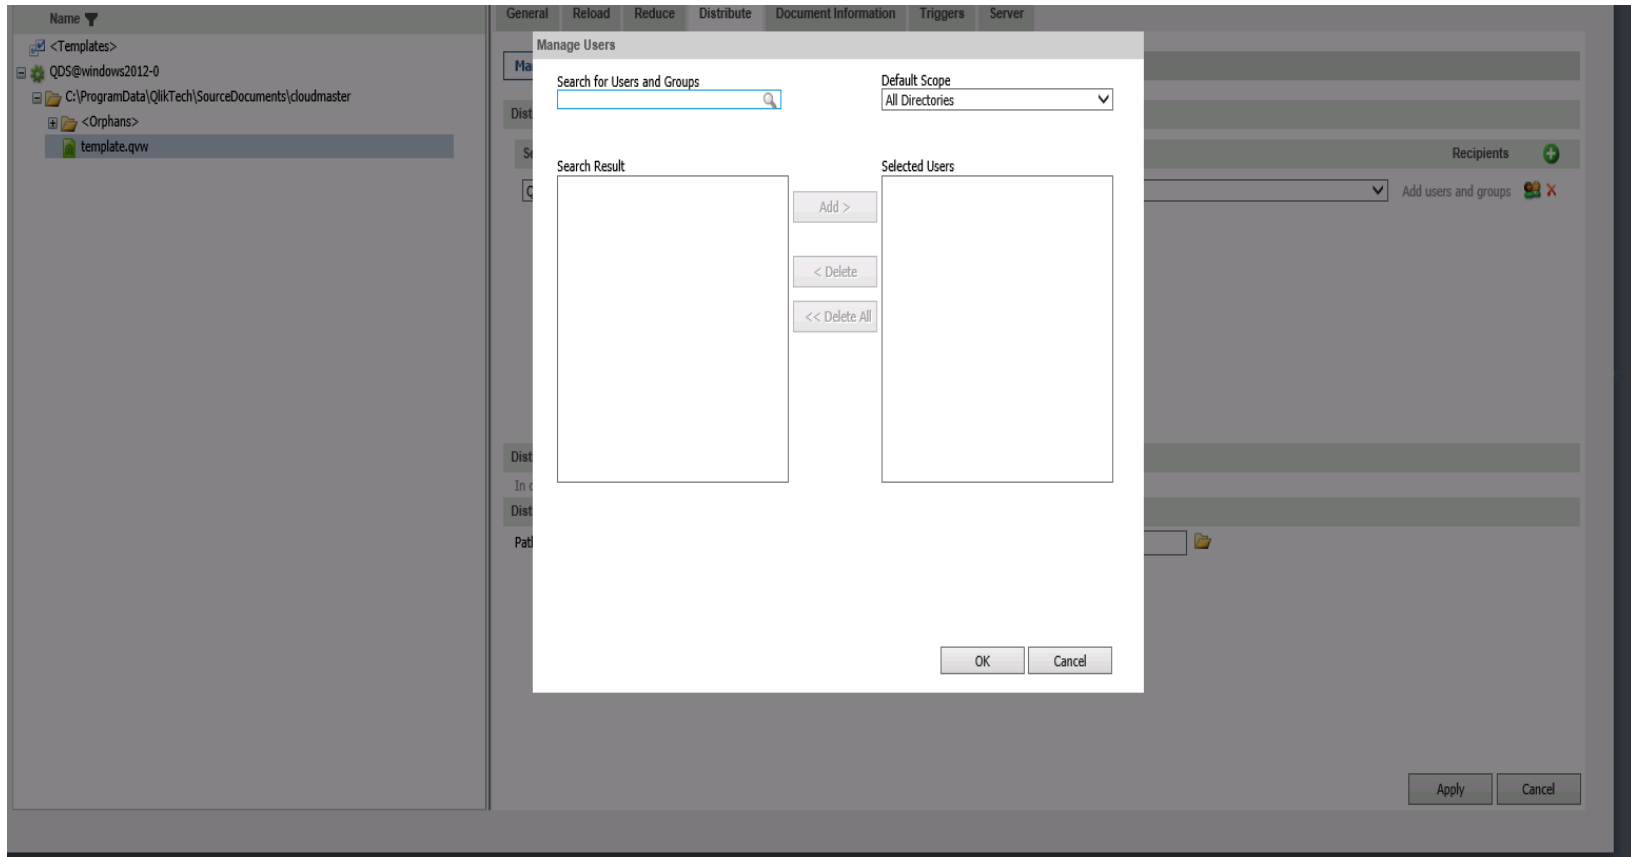 Name
General Reload Reduce Distribute Document Information Triggers Server
<Templates>
QDS@windows2012-0
C:\ProgramData\QlikTech\SourceDocuments\cloudmaster
<Orphans>
template.qvw
Manage Users
Search for Users and Groups
Default Scope
All Directories
Search Result
Selected Users
Add >
< Delete
<< Delete All
OK Cancel
Ma
Dist
Recipients
Add users and groups
Dist
In
Dist
Apply Cancel